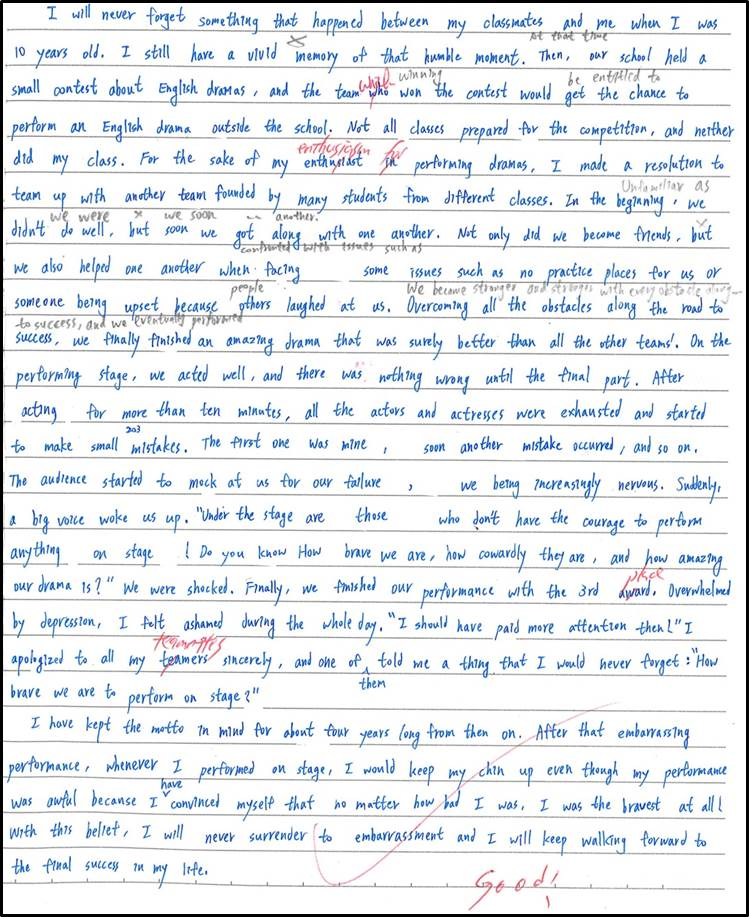 I will never forget something that happened between my classmates and me when I was
At that time
10 years old. I still have a vivid memory of that humble moment. Then, our school held a
which winning be entitled to
small contest about English dramas, and the team who won the contest would get the chance to
perform an English drama outside the school. Not all classes prepared for the competition, and neither
enthusiasm for
did my class. For the sake of my enthusiast in performing dramas, I made a resolution to
Unfamiliar as
team up with another team founded by many students from different classes. In the beginning, we
we were we soon another.
didn't do well, but soon we got along with one another. Not only did we become friends, but
confronted with issues such as
we also helped one another when facing some issues such as no practice places for us or
people We became stronger and stronger with every obstacle along
someone being upset because others laughed at us. Overcoming all the obstacles along the road to
to success, and we eventually performed
success, we finally finished an amazing drama that was surely better than all the other teams'. On the
performing stage, we acted well, and there was nothing wrong until the final part. After
acting for more than ten minutes, all the actors and actresses were exhausted and started
203
to make small mistakes. The first one was mine, soon another mistake occurred, and so on.
The audience started to mock at us for our failure, we being increasingly nervous. Suddenly,
a big voice woke us up. "Under the stage are those who don't have the courage to perform
anything on stage! Do you know How brave we are, how cowardly they are, and how amazing
place
our drama is?" We were shocked. Finally, we finished our performance with the 3rd award. Overwhelmed
by depression, I felt ashamed during the whole day. "I should have paid more attention then!" I
teammates
apologized to all my teamers sincerely, and one of told me a thing that I would never forget: "How
them
brave we are to perform on stage?"
I have kept the motto in mind for about four years long from then on. After that embarrassing
performance, whenever I performed on stage, I would keep my chin up even though my performance
have
was awful because I convinced myself that no matter how bad I was, I was the bravest at all!
With this belief, I will never surrender to embarrassment and I will keep walking forward to
the final success in my life.
Good!